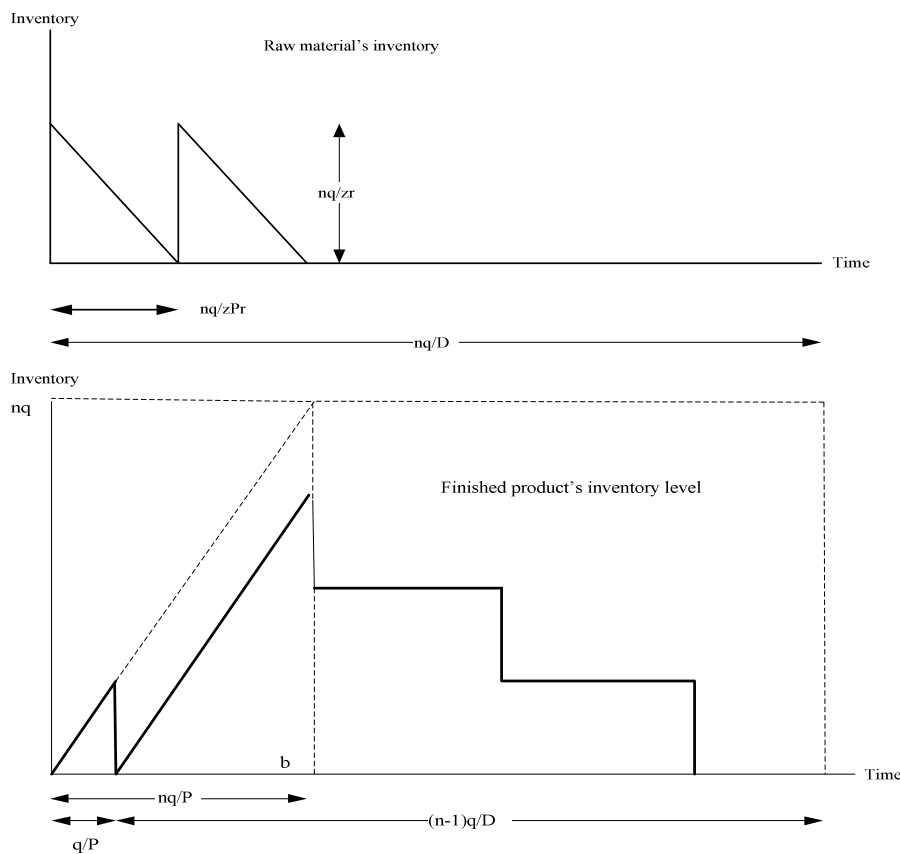 Inventory
Raw material's inventory
nq/zr
Time
nq/zPr
nq/D
Inventory
nq
Finished product's inventory level
b
Time
nq/P
(n-1)q/D
q/P